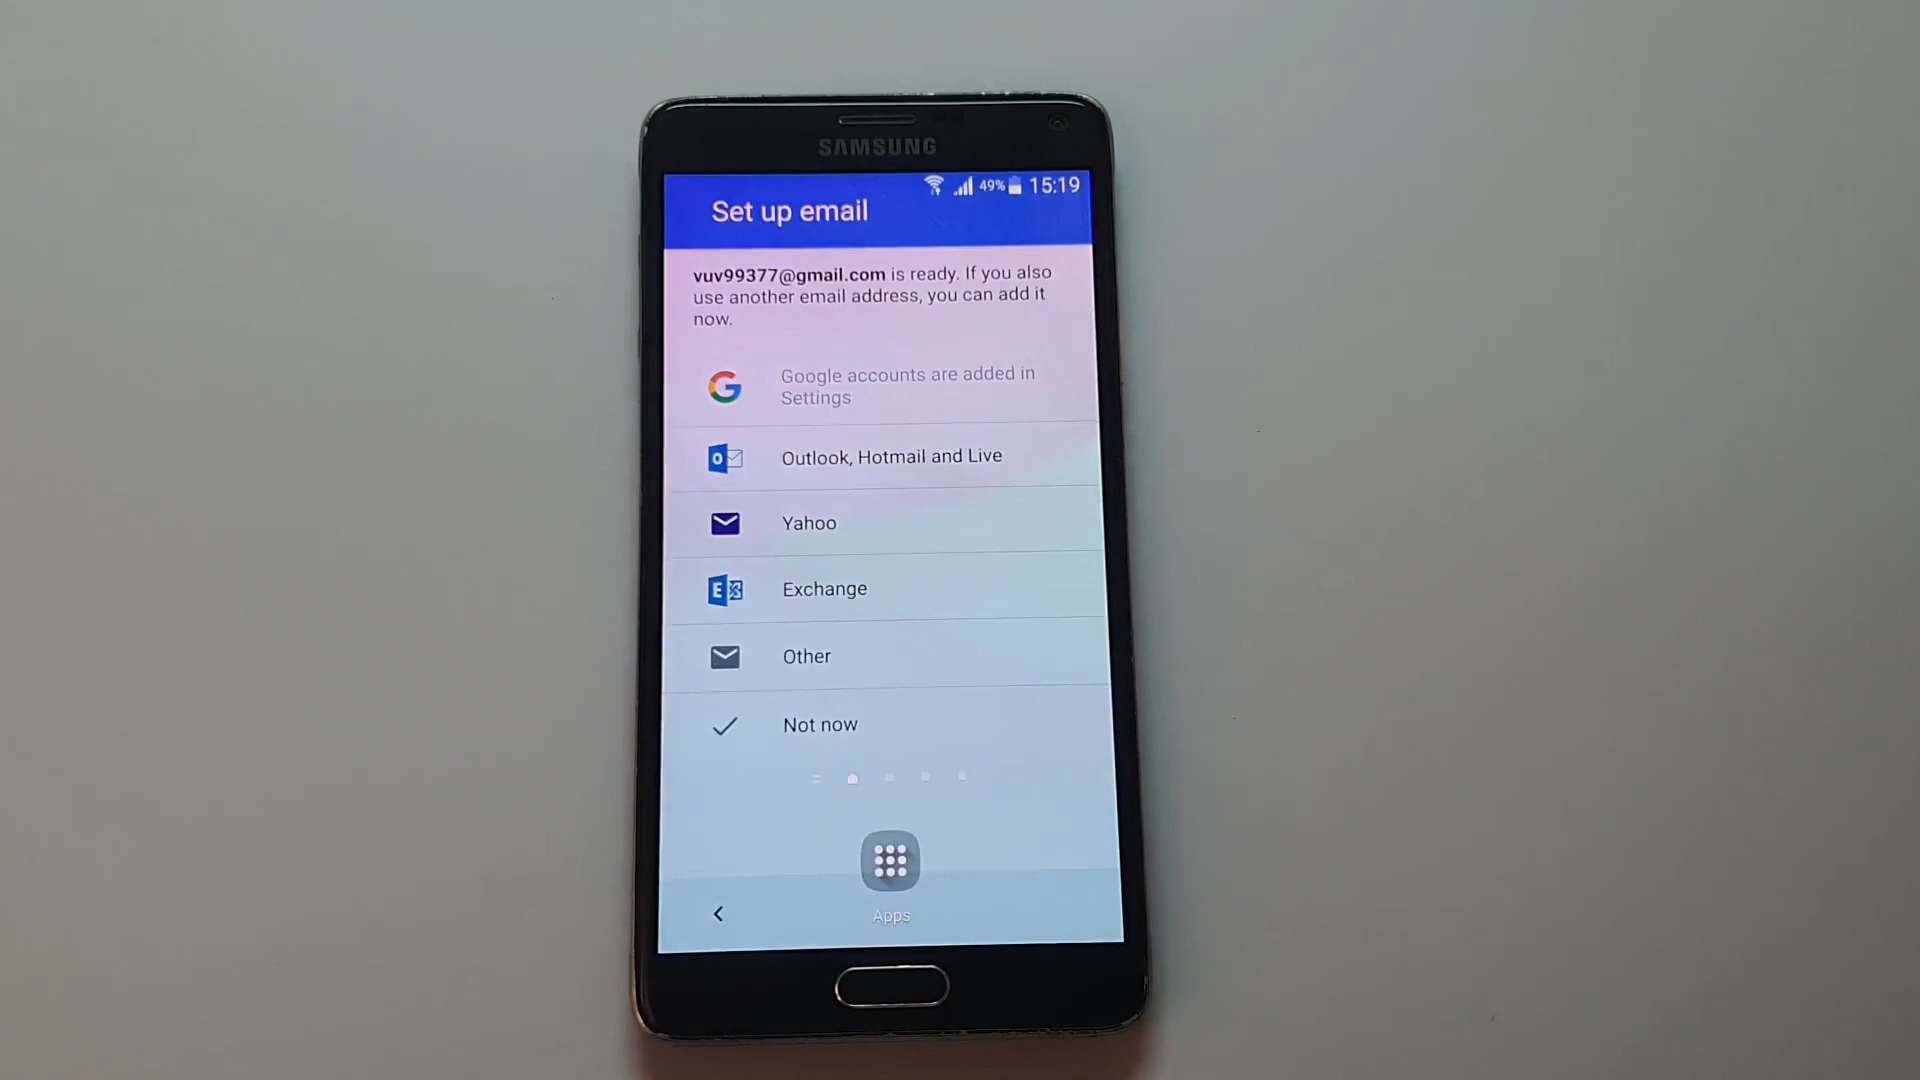 SAMSUNG
49% 15:19
Set up email
vuv99377@gmail.com is ready. If you also
use another email address, you can add it
now.
Google accounts are added in
Settings
Outlook, Hotmail and Live
Yahoo
Exchange
Other
Not now
Apps